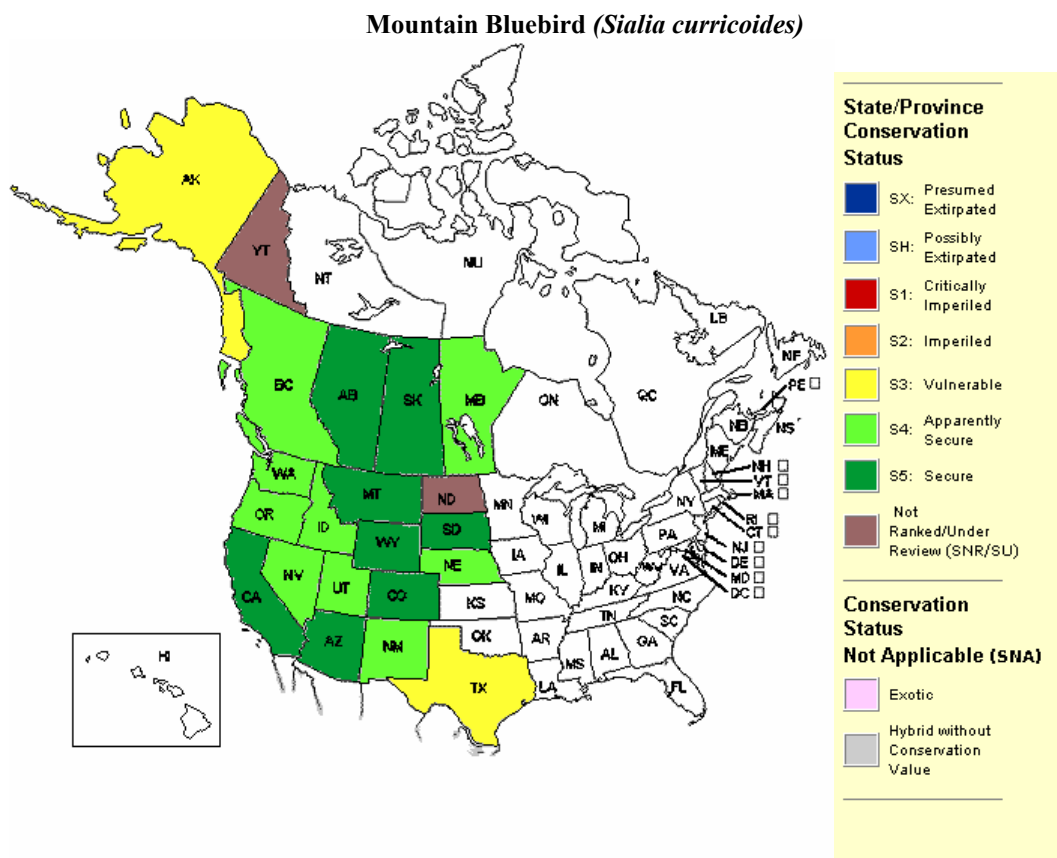 Mountain Bluebird (Sialia curricoides)
AK
YT
NT
NU
BC
AB
SK
MB
ON
QC
LB
NF
PE
NB
NS
ME
NH
VT
MA
NY
RI
CT
PA
NJ
DE
MD
DC
WA
OR
ID
MT
ND
MN
WI
MI
SD
WY
NE
IA
IL
IN
OH
WV
VA
KY
NC
CA
NV
UT
CO
KS
MO
TN
SC
AZ
NM
OK
AR
MS
AL
GA
TX
LA
FL
HI
State/Province
Conservation
Status
SX: Presumed
Extirpated
SH: Possibly
Extirpated
S1: Critically
Imperiled
S2: Imperiled
S3: Vulnerable
S4: Apparently
Secure
S5: Secure
Not
Ranked/Under
Review (SNR/SU)
Conservation
Status
Not Applicable (SNA)
Exotic
Hybrid without
Conservation
Value